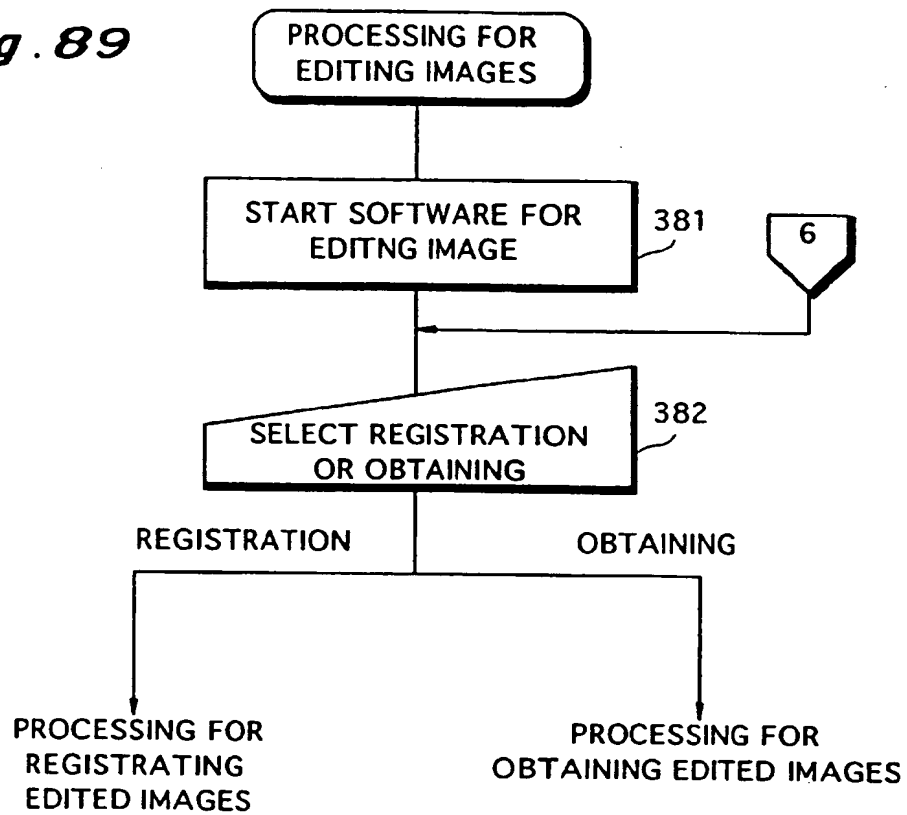 g. 89
PROCESSING FOR
EDITING IMAGES
START SOFTWARE FOR
EDITNG IMAGE
381
6
382
SELECT REGISTRATION
OR OBTAINING
REGISTRATION
OBTAINING
PROCESSING FOR
REGISTRATING
EDITED IMAGES
PROCESSING FOR
OBTAINING EDITED IMAGES